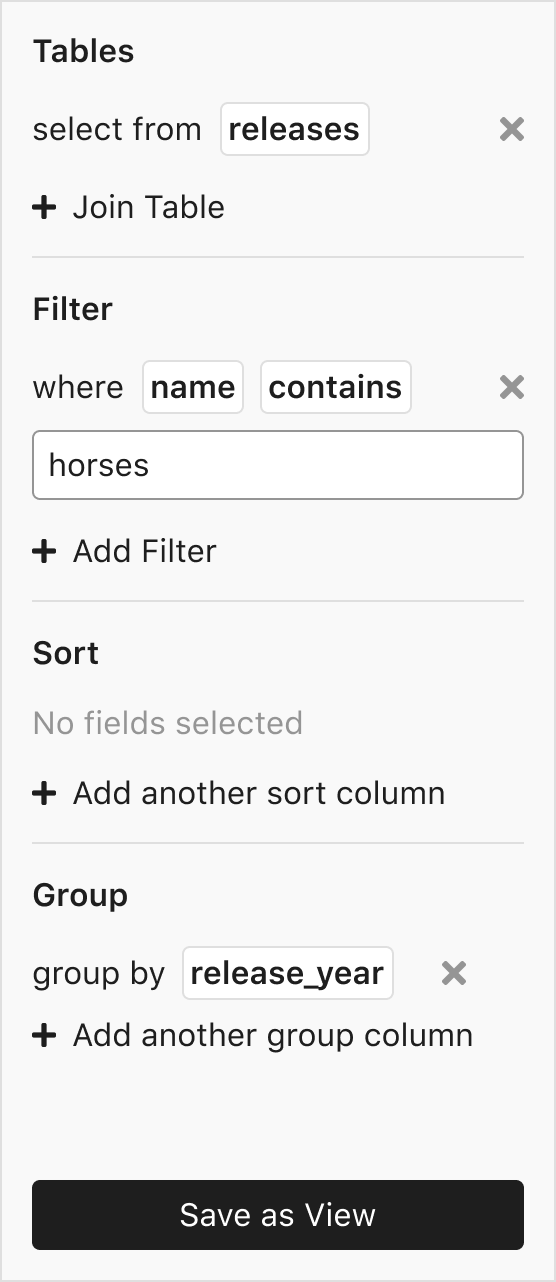 Tables
select from releases
Join Table
Filter
where name contains
horses
Add Filter
Sort
No fields selected
Add another sort column
Group
group by release_year
Add another group column
Save as View